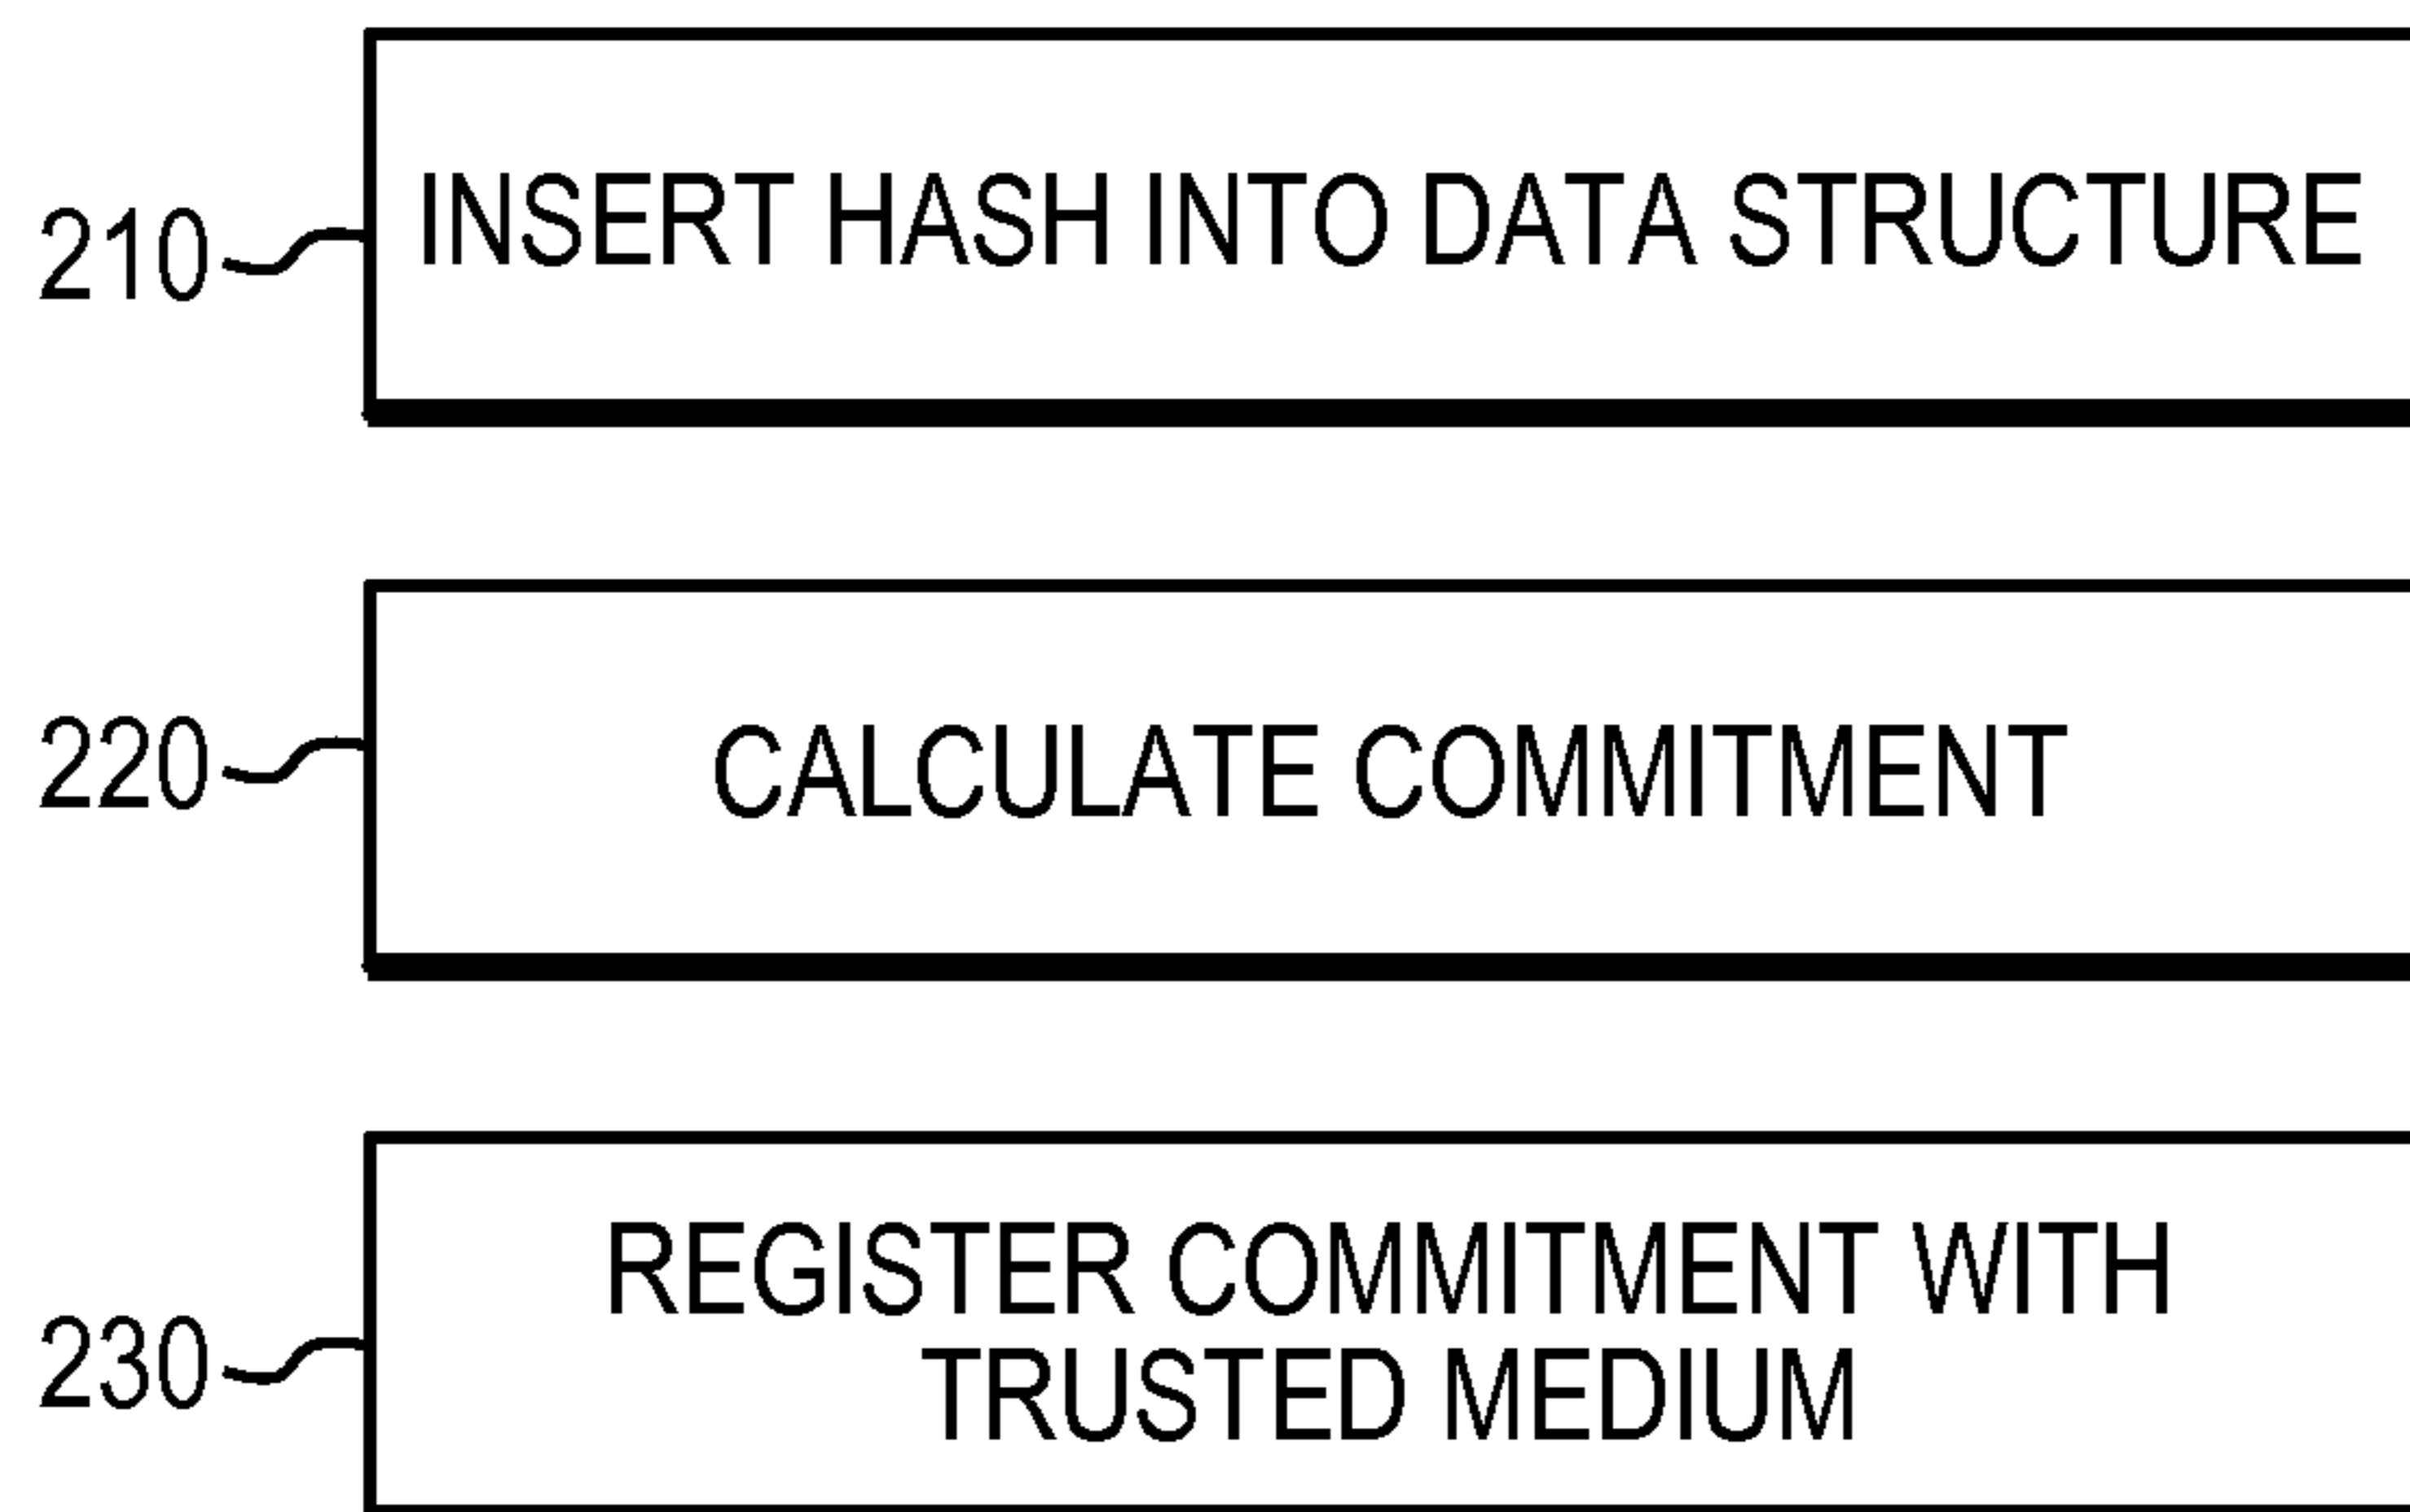 210 INSERT HASH INTO DATA STRUCTURE
220 CALCULATE COMMITMENT
REGISTER COMMITMENT WITH
230 TRUSTED MEDIUM